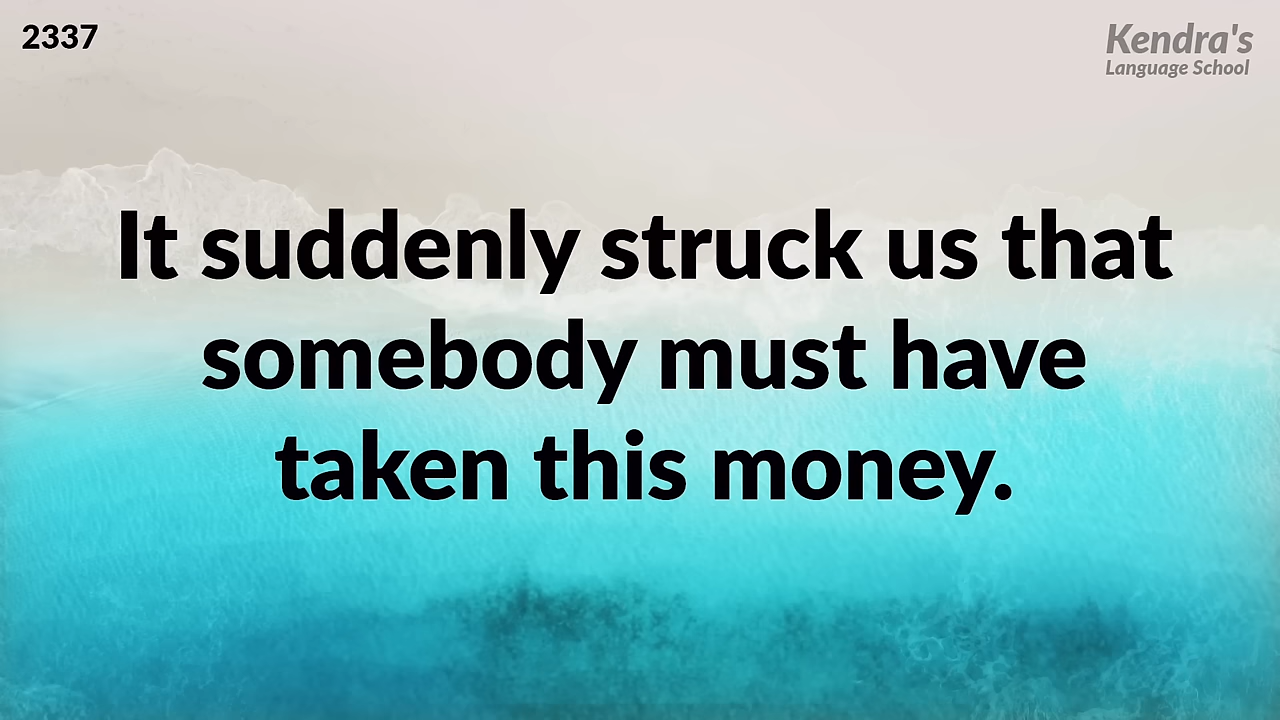 2337
Kendra's
Language School
It suddenly struck us that
somebody must have
taken this money.